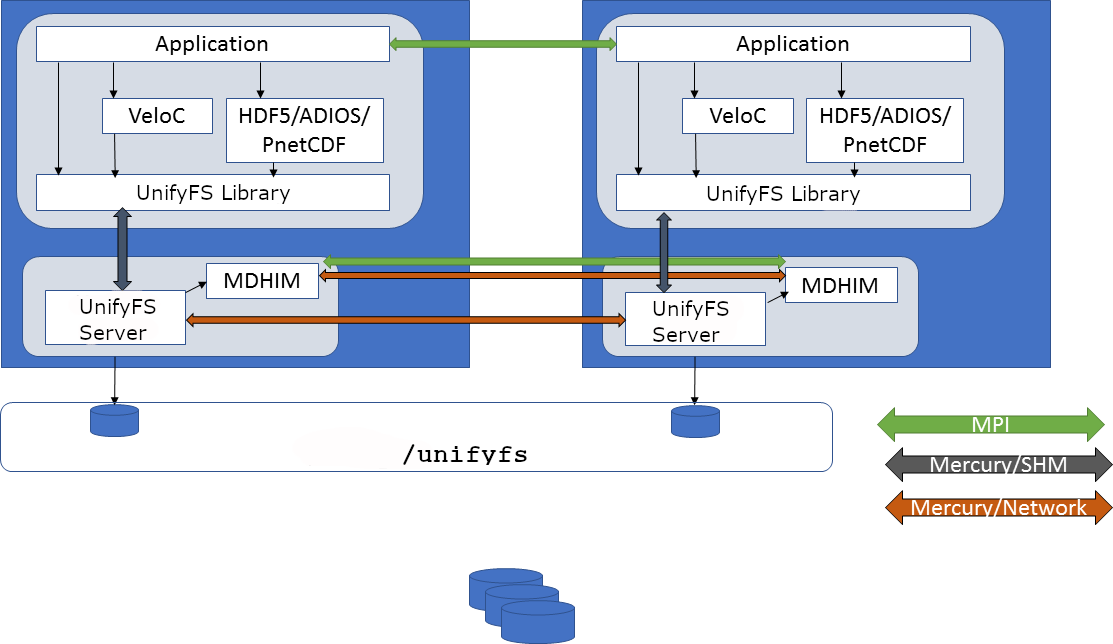 Application
VeloC
HDF5/ADIOS/
PnetCDF
UnifyFS Library
MDHIM
UnifyFS
Server
Application
VeloC
HDF5/ADIOS/
PnetCDF
UnifyFS Library
MDHIM
UnifyFS
Server
/unifyfs
MPI
Mercury/SHM
Mercury/Network